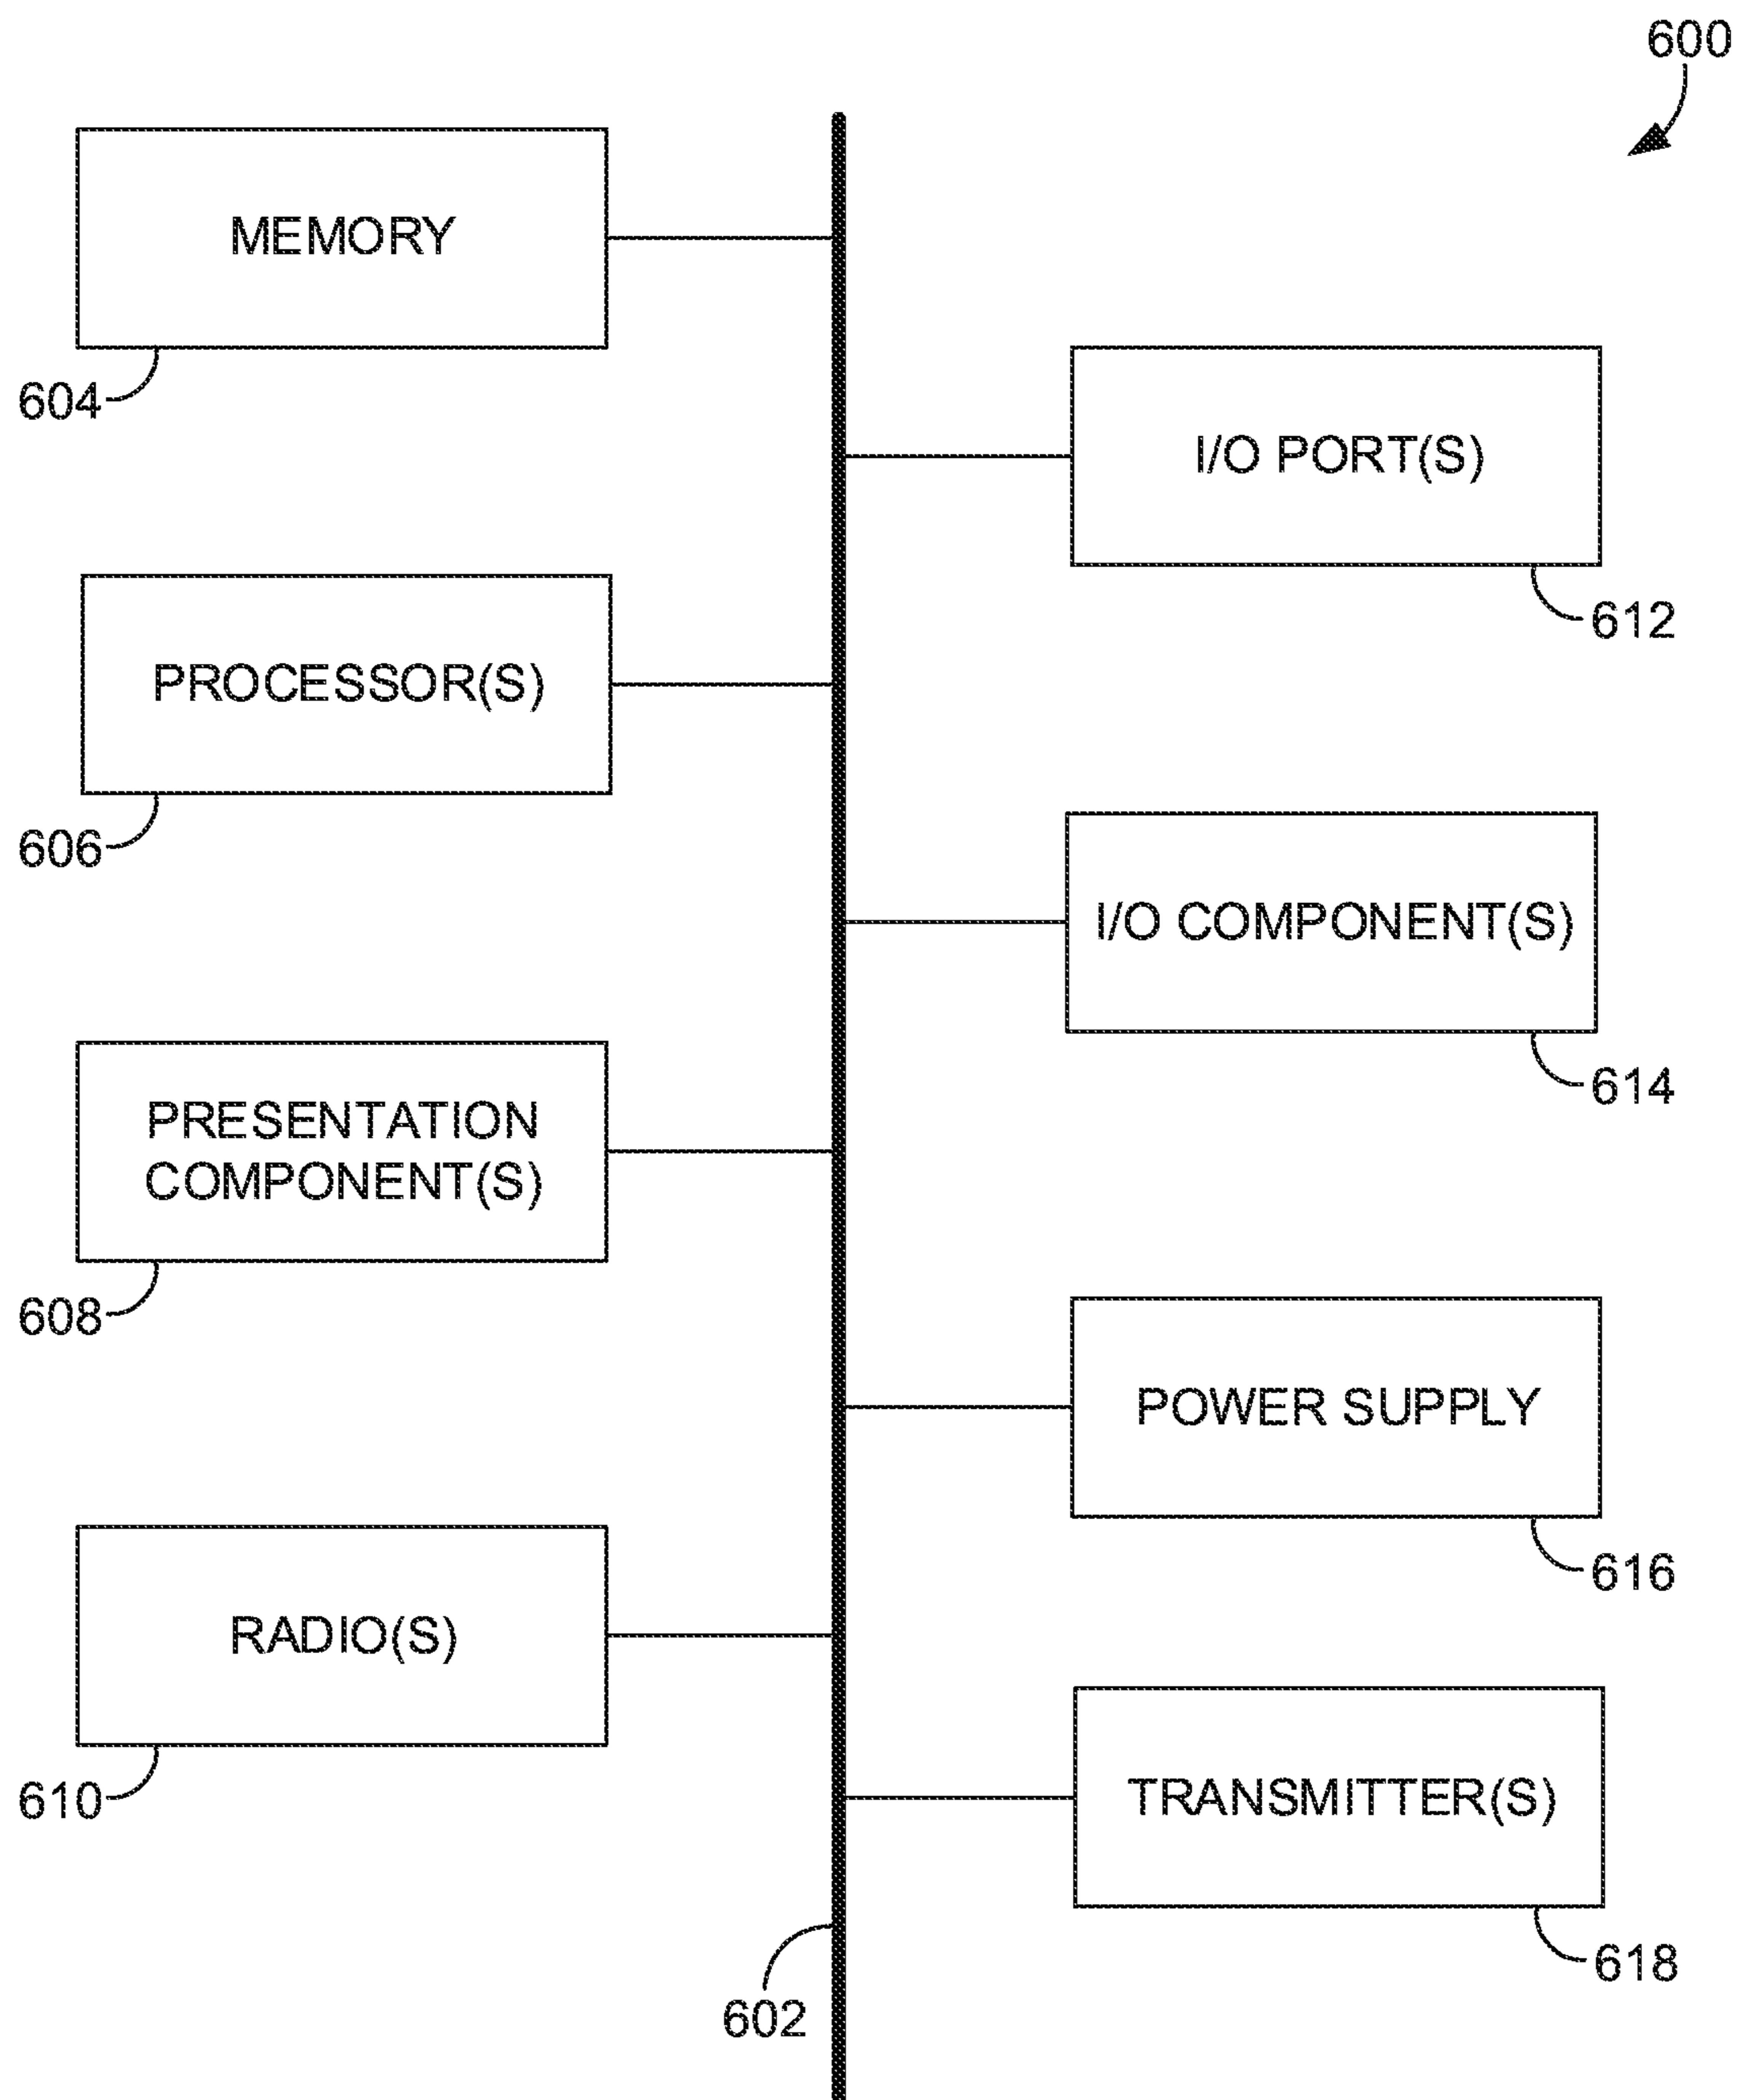 600
MEMORY
604
I/O PORT(S)
612
PROCESSOR(S)
606
I/O COMPONENT(S)
614
PRESENTATION
COMPONENT(S)
608
POWER SUPPLY
616
RADIO(S)
610
TRANSMITTER(S)
618
602